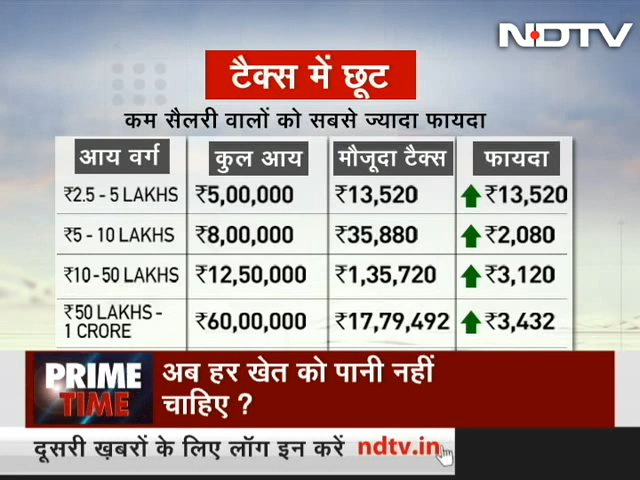 NDTV
टैक्स में छूट
कम सैलरी वालों को सबसे ज्यादा फायदा
आय वर्ग कुल आय मौजूदा टैक्स फायदा
₹2.5 - 5 LAKHS ₹5,00,000 ₹13,520 ₹13,520
₹5 - 10 LAKHS ₹8,00,000 ₹35,880 ₹2,080
₹10 - 50 LAKHS ₹12,50,000 ₹1,35,720 ₹3,120
₹50 LAKHS -
1 CRORE ₹60,00,000 ₹17,79,492 ₹3,432
PRIME
TIME
अब हर खेत को पानी नहीं
चाहिए ?
दूसरी ख़बरों के लिए लॉग इन करें ndtv.in